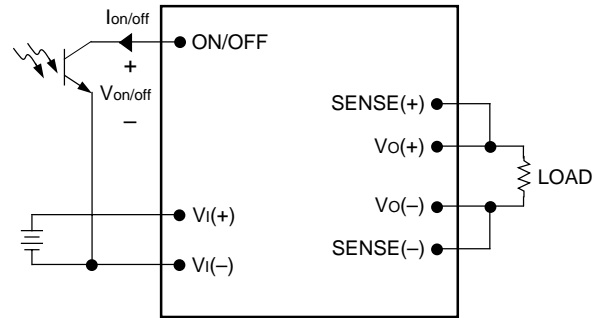 Ion/off
ON/OFF
+
Von/off
–
SENSE(+)
VO(+)
LOAD
VO(–)
VI(+)
SENSE(–)
VI(–)